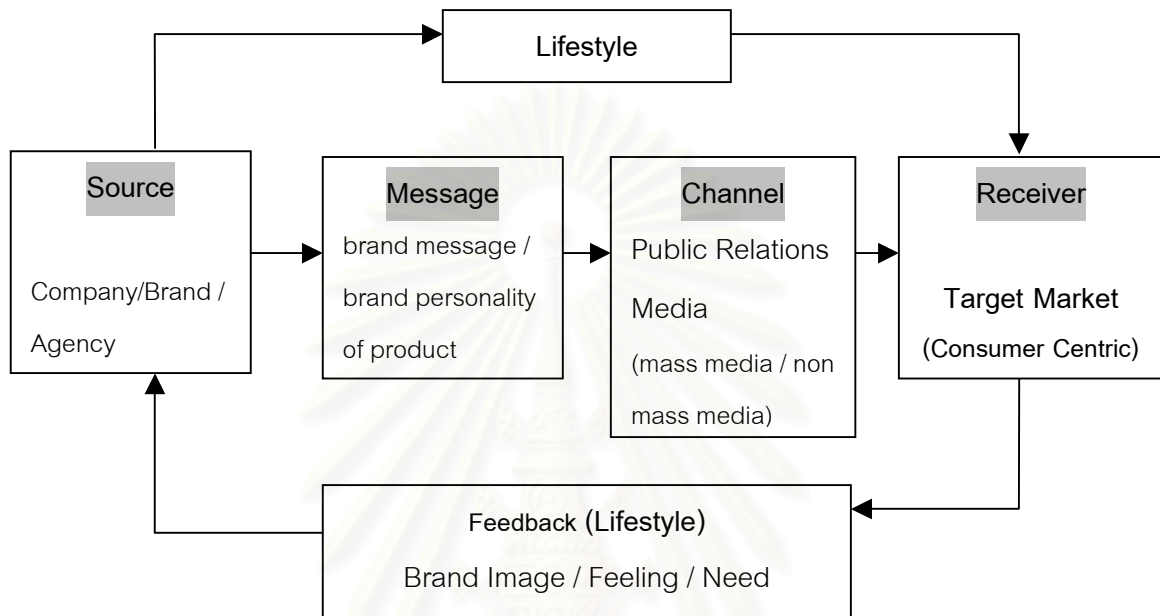 Lifestyle
Source
Company/Brand /
Agency
Message
brand message /
brand personality
of product
Channel
Public Relations
Media
(mass media / non
mass media)
Receiver
Target Market
(Consumer Centric)
Feedback (Lifestyle)
Brand Image / Feeling / Need